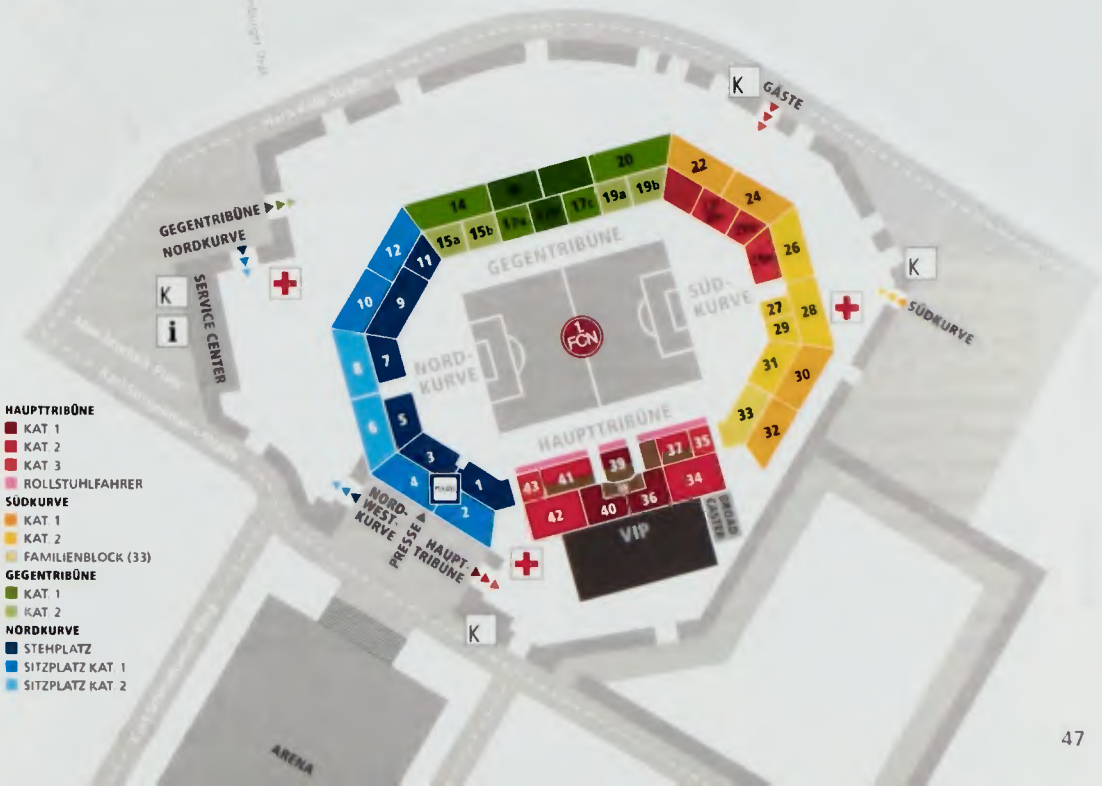 K
GÄSTE
GEGENTRIBÜNE
NORDKURVE
K
i
SERVICE CENTER
14
20
15a
15b
17c
19a
19b
22
24
26
27
28
29
30
31
32
33
12
11
10
9
8
7
6
5
4
3
2
1
GEGENTRIBÜNE
SÜD-
KURVE
NORD-
KURVE
HAUPTTRIBÜNE
1.
FCN
K
SÜDKURVE
43
41
39
37
35
42
40
36
34
VIP
BROAD
CASTER
NORD-
WEST-
KURVE
PRESSE
HAUPT-
TRIBÜNE
K
ARENA
HAUPTTRIBÜNE
KAT. 1
KAT. 2
KAT. 3
ROLLSTUHLFAHRER
SÜDKURVE
KAT. 1
KAT. 2
FAMILIENBLOCK (33)
GEGENTRIBÜNE
KAT. 1
KAT. 2
NORDKURVE
STEHPLATZ
SITZPLATZ KAT. 1
SITZPLATZ KAT. 2
47